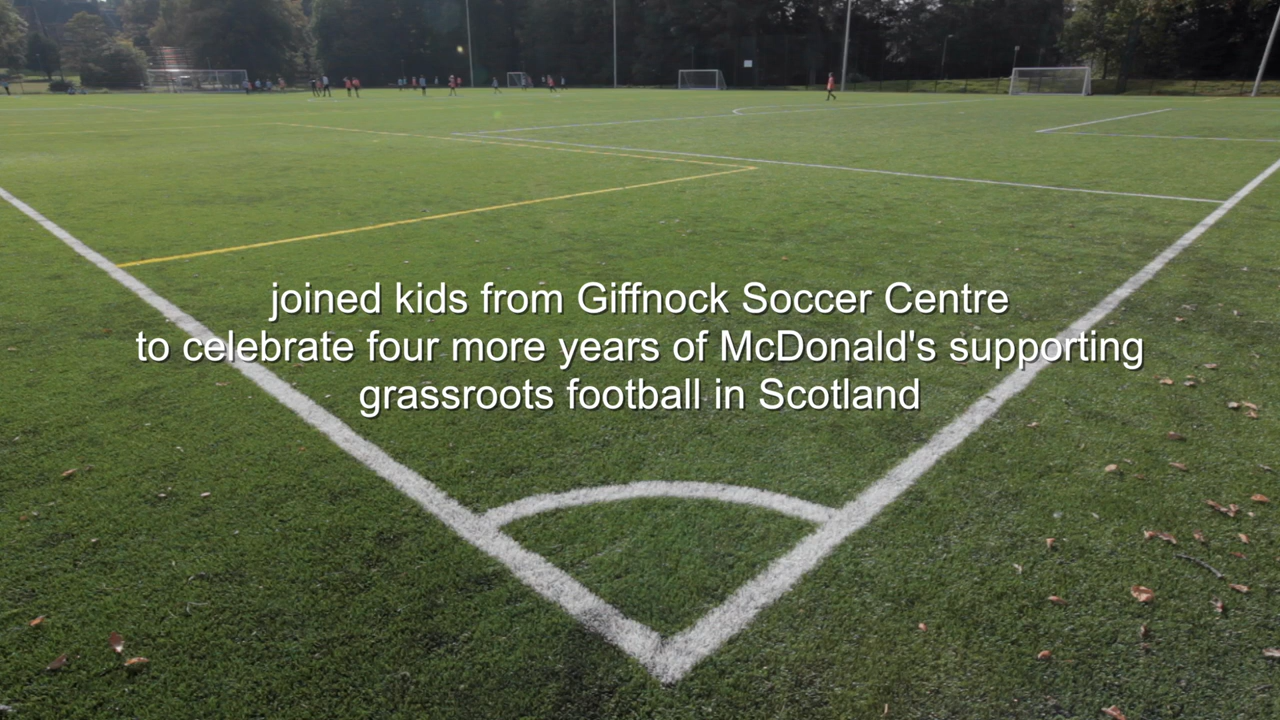 joined kids from Giffnock Soccer Centre
to celebrate four more years of McDonald's supporting
grassroots football in Scotland